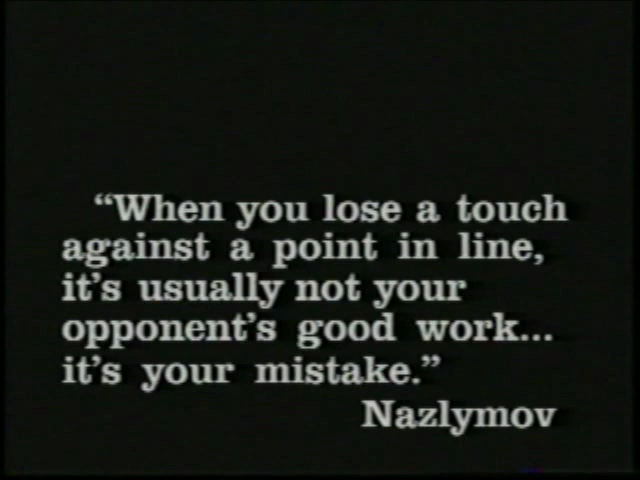 “When you lose a touch
against a point in line,
it’s usually not your
opponent’s good work...
it’s your mistake.”
Nazlymov